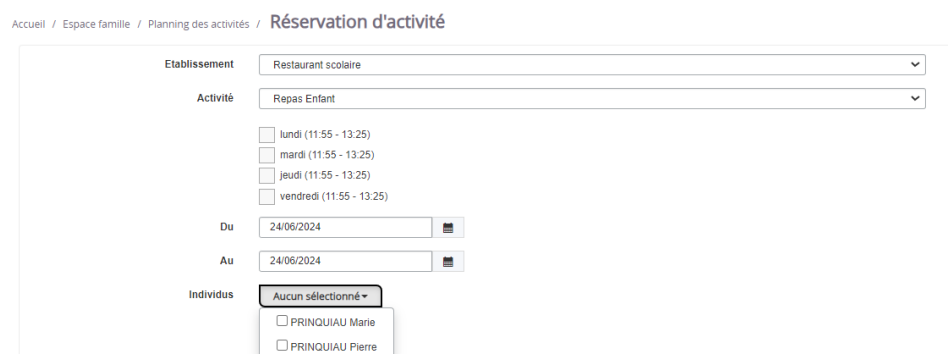 Accueil / Espace famille / Planning des activités / Réservation d'activité
Etablissement Restaurant scolaire
Activité Repas Enfant
lundi (11:55 - 13:25)
mardi (11:55 - 13:25)
jeudi (11:55 - 13:25)
vendredi (11:55 - 13:25)
Du 24/06/2024
Au 24/06/2024
Individus Aucun sélectionné
PRINQUIAU Marie
PRINQUIAU Pierre